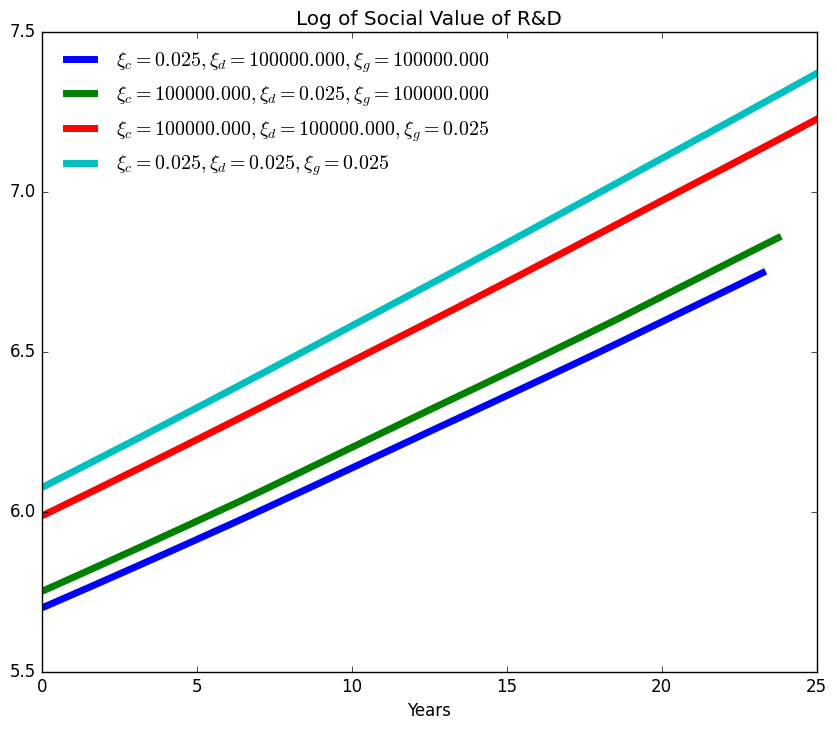 Log of Social Value of R&D
7.5
ξc = 0.025, ξd = 100000.000, ξg = 100000.000
ξc = 100000.000, ξd = 0.025, ξg = 100000.000
ξc = 100000.000, ξd = 100000.000, ξg = 0.025
ξc = 0.025, ξd = 0.025, ξg = 0.025
7.0
6.5
6.0
5.5
0 5 10 15 20 25
Years